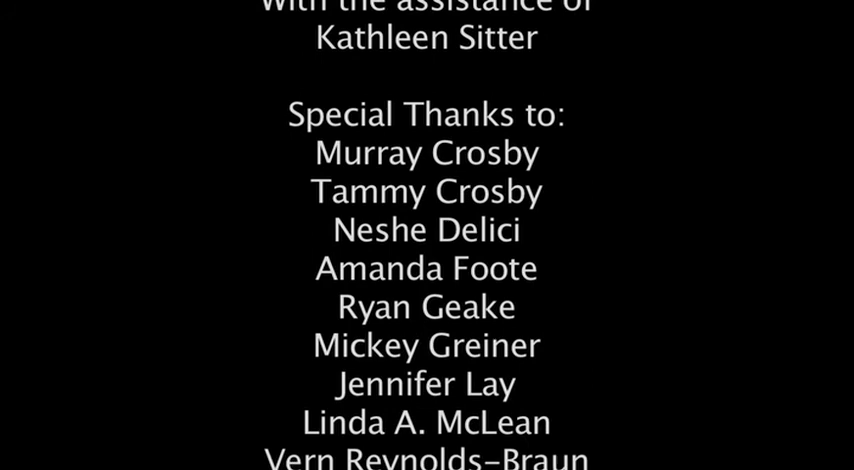 with the assistance of
Kathleen Sitter
Special Thanks to:
Murray Crosby
Tammy Crosby
Neshe Delici
Amanda Foote
Ryan Geake
Mickey Greiner
Jennifer Lay
Linda A. McLean
Vern Reynolds-Braun